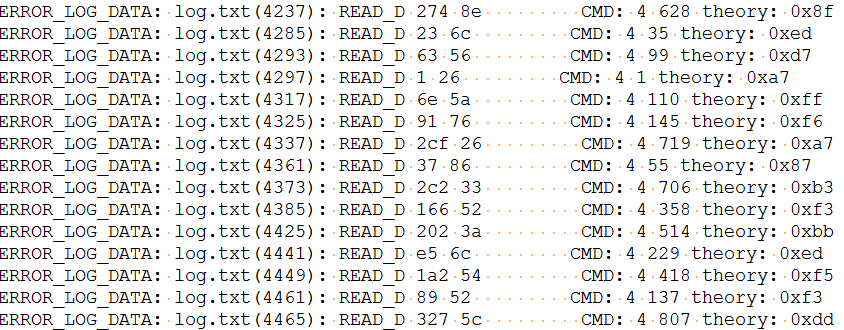 ERROR_LOG_DATA: log.txt(4237): READ_D 274 8e         CMD: 4 628 theory: 0x8f
ERROR_LOG_DATA: log.txt(4285): READ_D 23 6c         CMD: 4 35 theory: 0xed
ERROR_LOG_DATA: log.txt(4293): READ_D 63 56         CMD: 4 99 theory: 0xd7
ERROR_LOG_DATA: log.txt(4297): READ_D 1 26         CMD: 4 1 theory: 0xa7
ERROR_LOG_DATA: log.txt(4317): READ_D 6e 5a         CMD: 4 110 theory: 0xff
ERROR_LOG_DATA: log.txt(4325): READ_D 91 76         CMD: 4 145 theory: 0xf6
ERROR_LOG_DATA: log.txt(4337): READ_D 2cf 26         CMD: 4 719 theory: 0xa7
ERROR_LOG_DATA: log.txt(4361): READ_D 37 86         CMD: 4 55 theory: 0x87
ERROR_LOG_DATA: log.txt(4373): READ_D 2c2 33         CMD: 4 706 theory: 0xb3
ERROR_LOG_DATA: log.txt(4385): READ_D 166 52         CMD: 4 358 theory: 0xf3
ERROR_LOG_DATA: log.txt(4425): READ_D 202 3a         CMD: 4 514 theory: 0xbb
ERROR_LOG_DATA: log.txt(4441): READ_D e5 6c         CMD: 4 229 theory: 0xed
ERROR_LOG_DATA: log.txt(4449): READ_D 1a2 54         CMD: 4 418 theory: 0xf5
ERROR_LOG_DATA: log.txt(4461): READ_D 89 52         CMD: 4 137 theory: 0xf3
ERROR_LOG_DATA: log.txt(4465): READ_D 327 5c         CMD: 4 807 theory: 0xdd